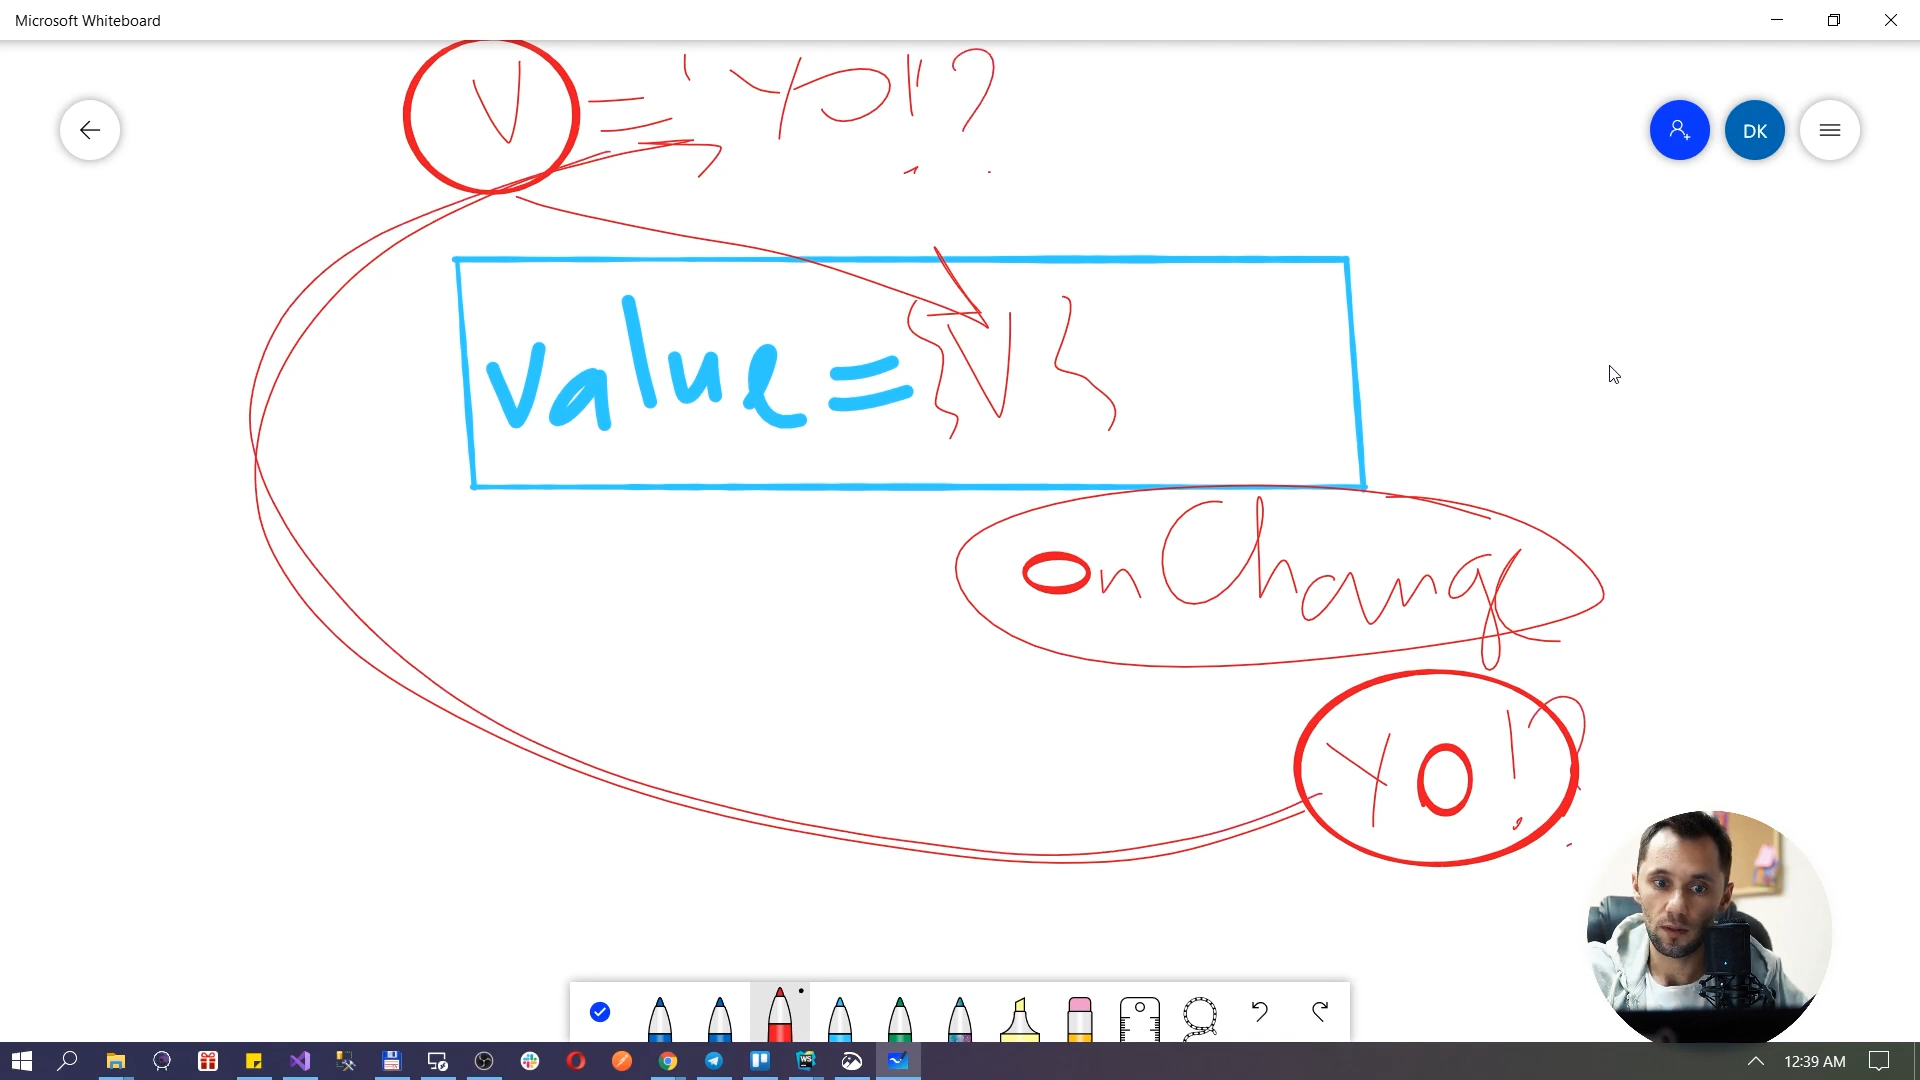 Microsoft Whiteboard
V = 'YO'!?
DK
value={V}
onChange
YO!?
12:39 AM